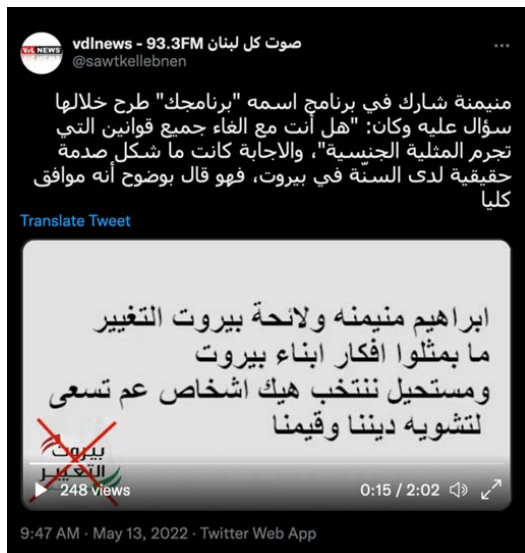 vdlnews - 93.3FM صوت كل لبنان
@sawtkellebnen
منيمنة شارك في برنامج اسمه "برنامجك" طرح خلالها
سؤال عليه وكان: "هل أنت مع الغاء جميع قوانين التي
تجرم المثلية الجنسية"، والاجابة كانت ما شكل صدمة
حقيقية لدى السنّة في بيروت، فهو قال بوضوح أنه موافق
كليا
Translate Tweet
ابراهيم منيمنه ولائحة بيروت التغيير
ما بمثلوا افكار ابناء بيروت
ومستحيل ننتخب هيك اشخاص عم تسعى
لتشويه ديننا وقيمنا
بيروت
التغيير
248 views
0:15 / 2:02
9:47 AM · May 13, 2022 · Twitter Web App